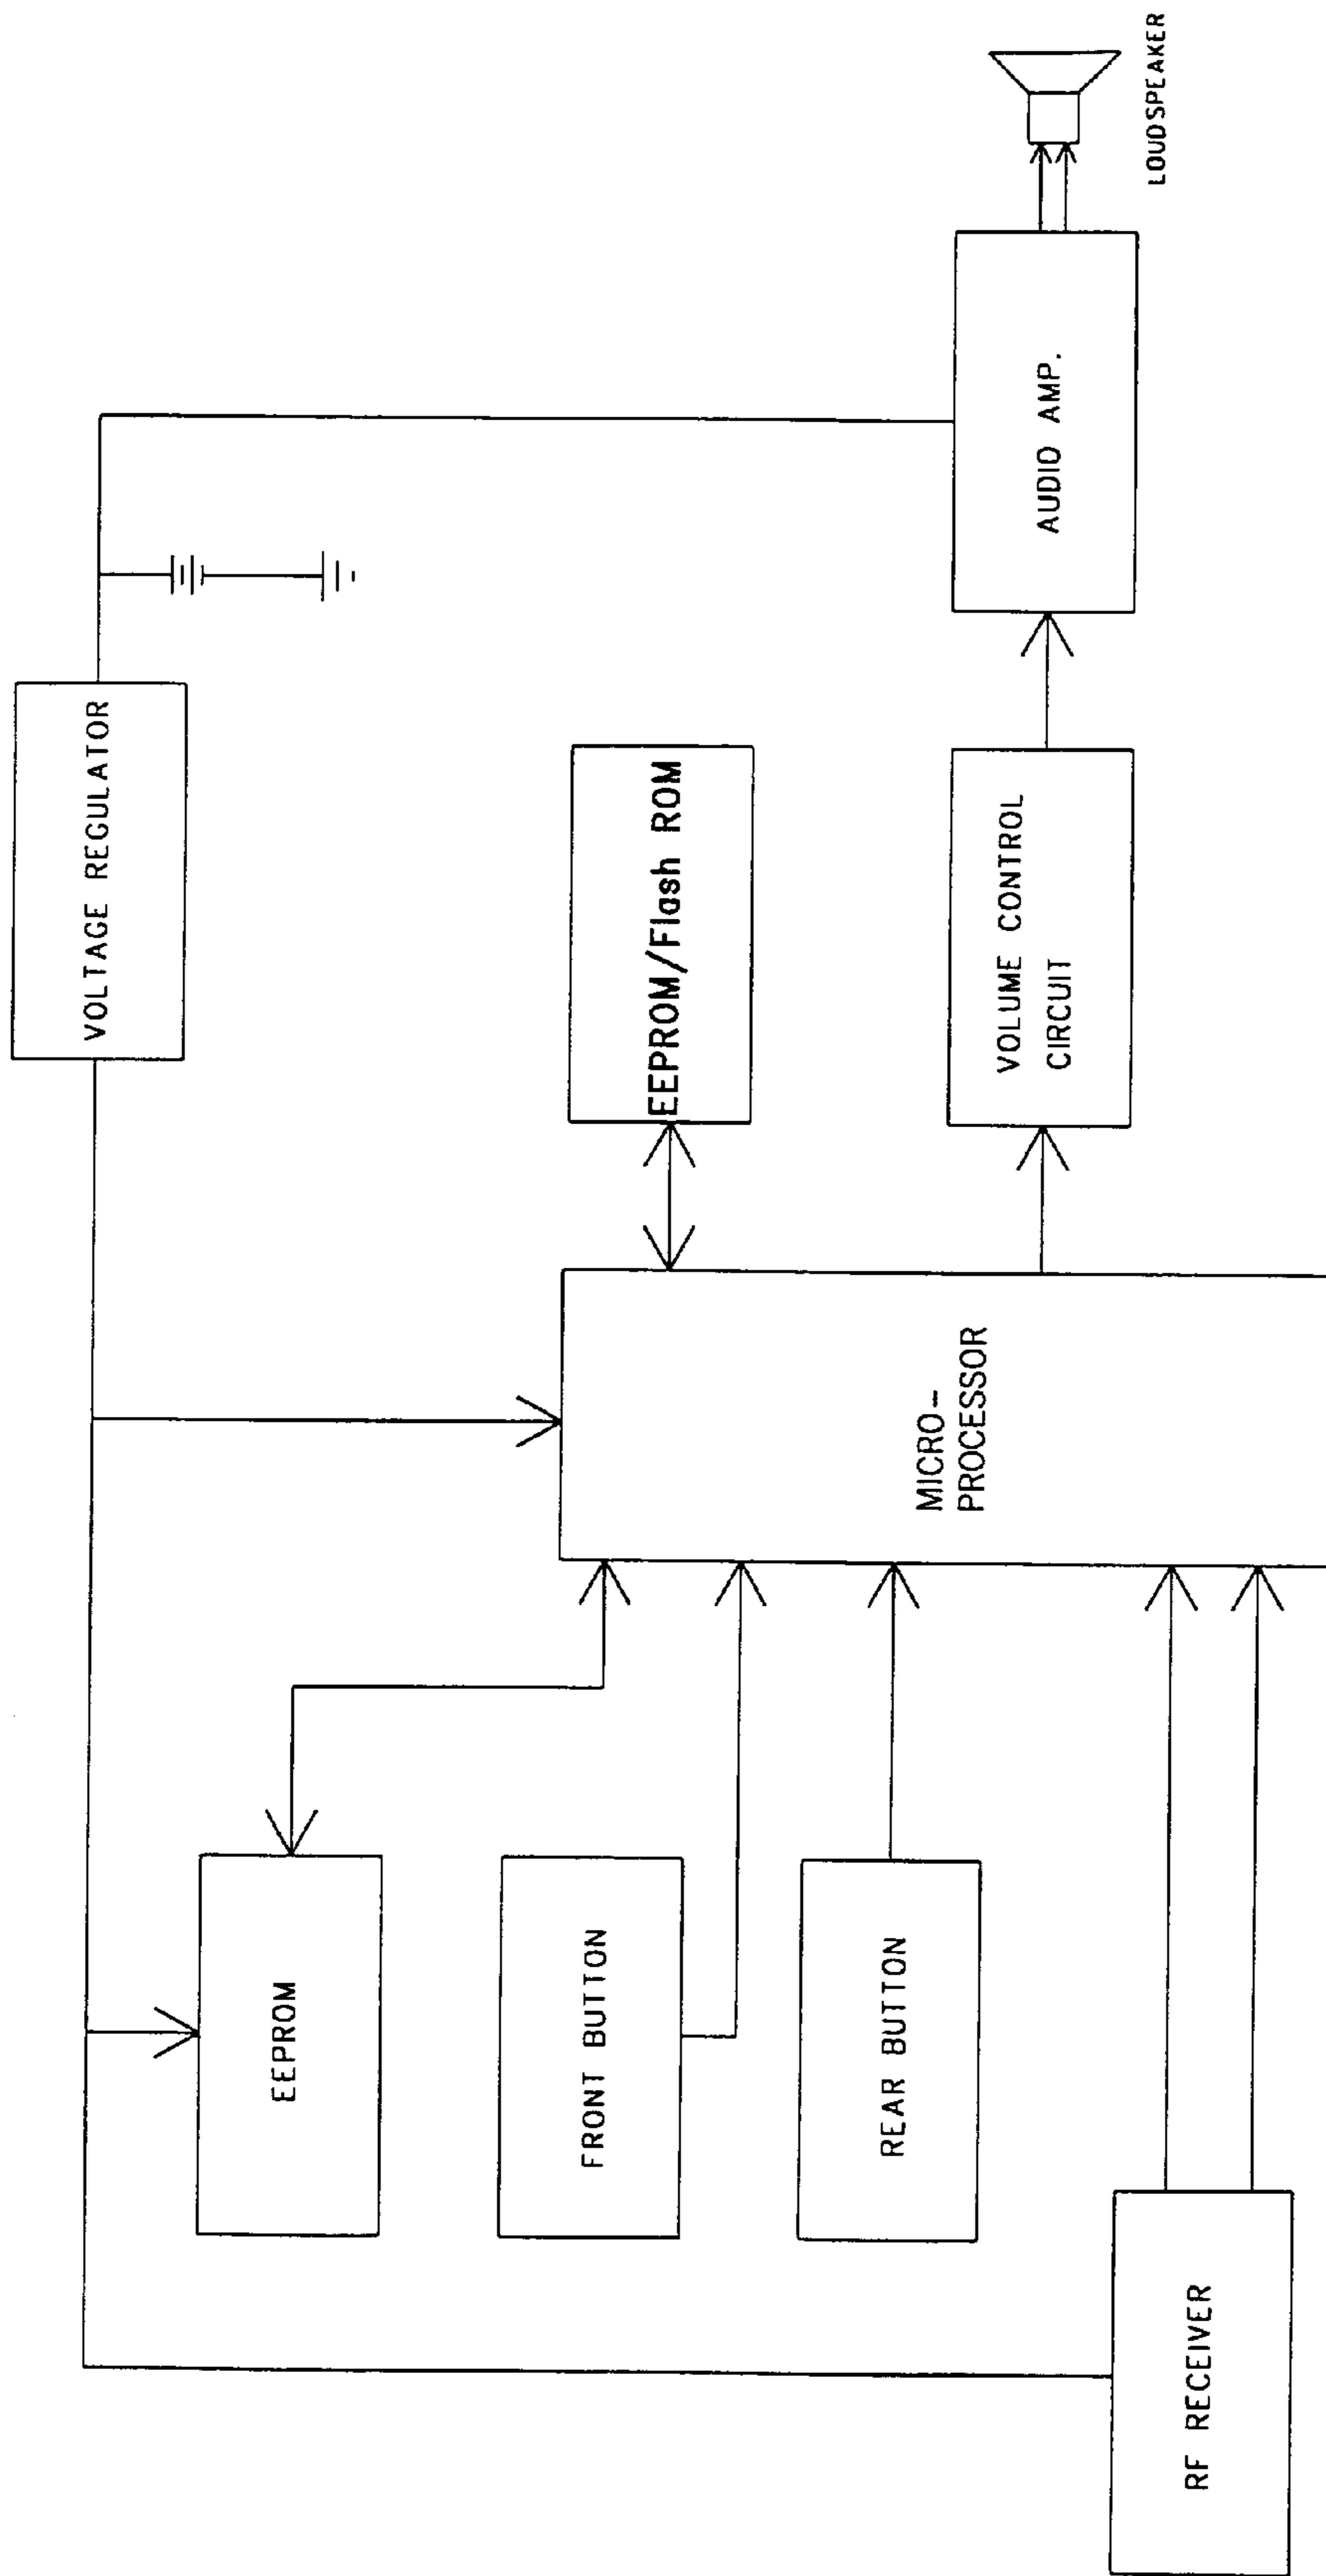 VOLTAGE REGULATOR
EEPROM
EEPROM/Flash ROM
FRONT BUTTON
MICRO-
PROCESSOR
REAR BUTTON
VOLUME CONTROL
CIRCUIT
AUDIO AMP.
LOUDSPEAKER
RF RECEIVER